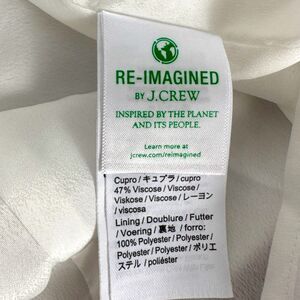 RE-IMAGINED
BY J.CREW
INSPIRED BY THE PLANET
AND ITS PEOPLE.
Learn more at
jcrew.com/reimagined
Cupro / キュプラ / cupro
47% Viscose / Viscose /
Viskose / Viscose / レーヨン
/ viscosa
Lining / Doublure / Futter
/ Voering / 裏地 / forro:
100% Polyester / Polyester /
Polyester / Polyester / ポリエ
ステル / poliéster